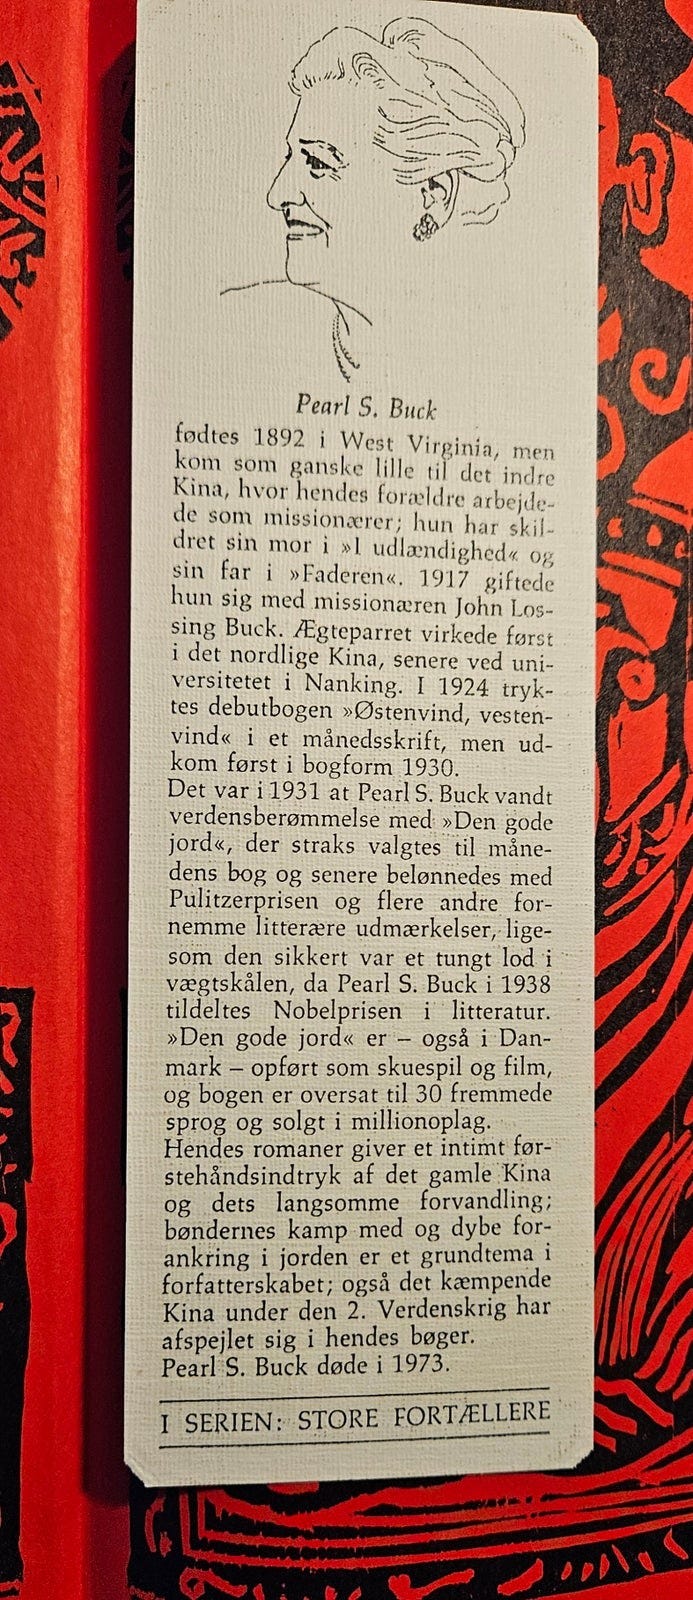 Pearl S. Buck
fødtes 1892 i West Virginia, men
kom som ganske lille til det indre
Kina, hvor hendes forældre arbejde-
de som missionærer; hun har skil-
dret sin mor i »I udlændighed« og
sin far i »Faderen«. 1917 giftede
hun sig med missionæren John Los-
sing Buck. Ægteparret virkede først
i det nordlige Kina, senere ved uni-
versitetet i Nanking. I 1924 tryk-
tes debutbogen »Østenvind, vesten-
vind« i et månedsskrift, men ud-
kom først i bogform 1930.
Det var i 1931 at Pearl S. Buck vandt
verdensberømmelse med »Den gode
jord«, der straks valgtes til måne-
dens bog og senere belønnedes med
Pulitzerprisen og flere andre for-
nemme litterære udmærkelser, lige-
som den sikkert var et tungt lod i
vægtskålen, da Pearl S. Buck i 1938
tildeltes Nobelprisen i litteratur.
»Den gode jord« er – også i Dan-
mark – opført som skuespil og film,
og bogen er oversat til 30 fremmede
sprog og solgt i millionoplag.
Hendes romaner giver et intimt før-
stehåndsindtryk af det gamle Kina
og dets langsomme forvandling;
bøndernes kamp med og dybe for-
ankring i jorden er et grundtema i
forfatterskabet; også det kæmpende
Kina under den 2. Verdenskrig har
afspejlet sig i hendes bøger.
Pearl S. Buck døde i 1973.
I SERIEN: STORE FORTÆLLERE